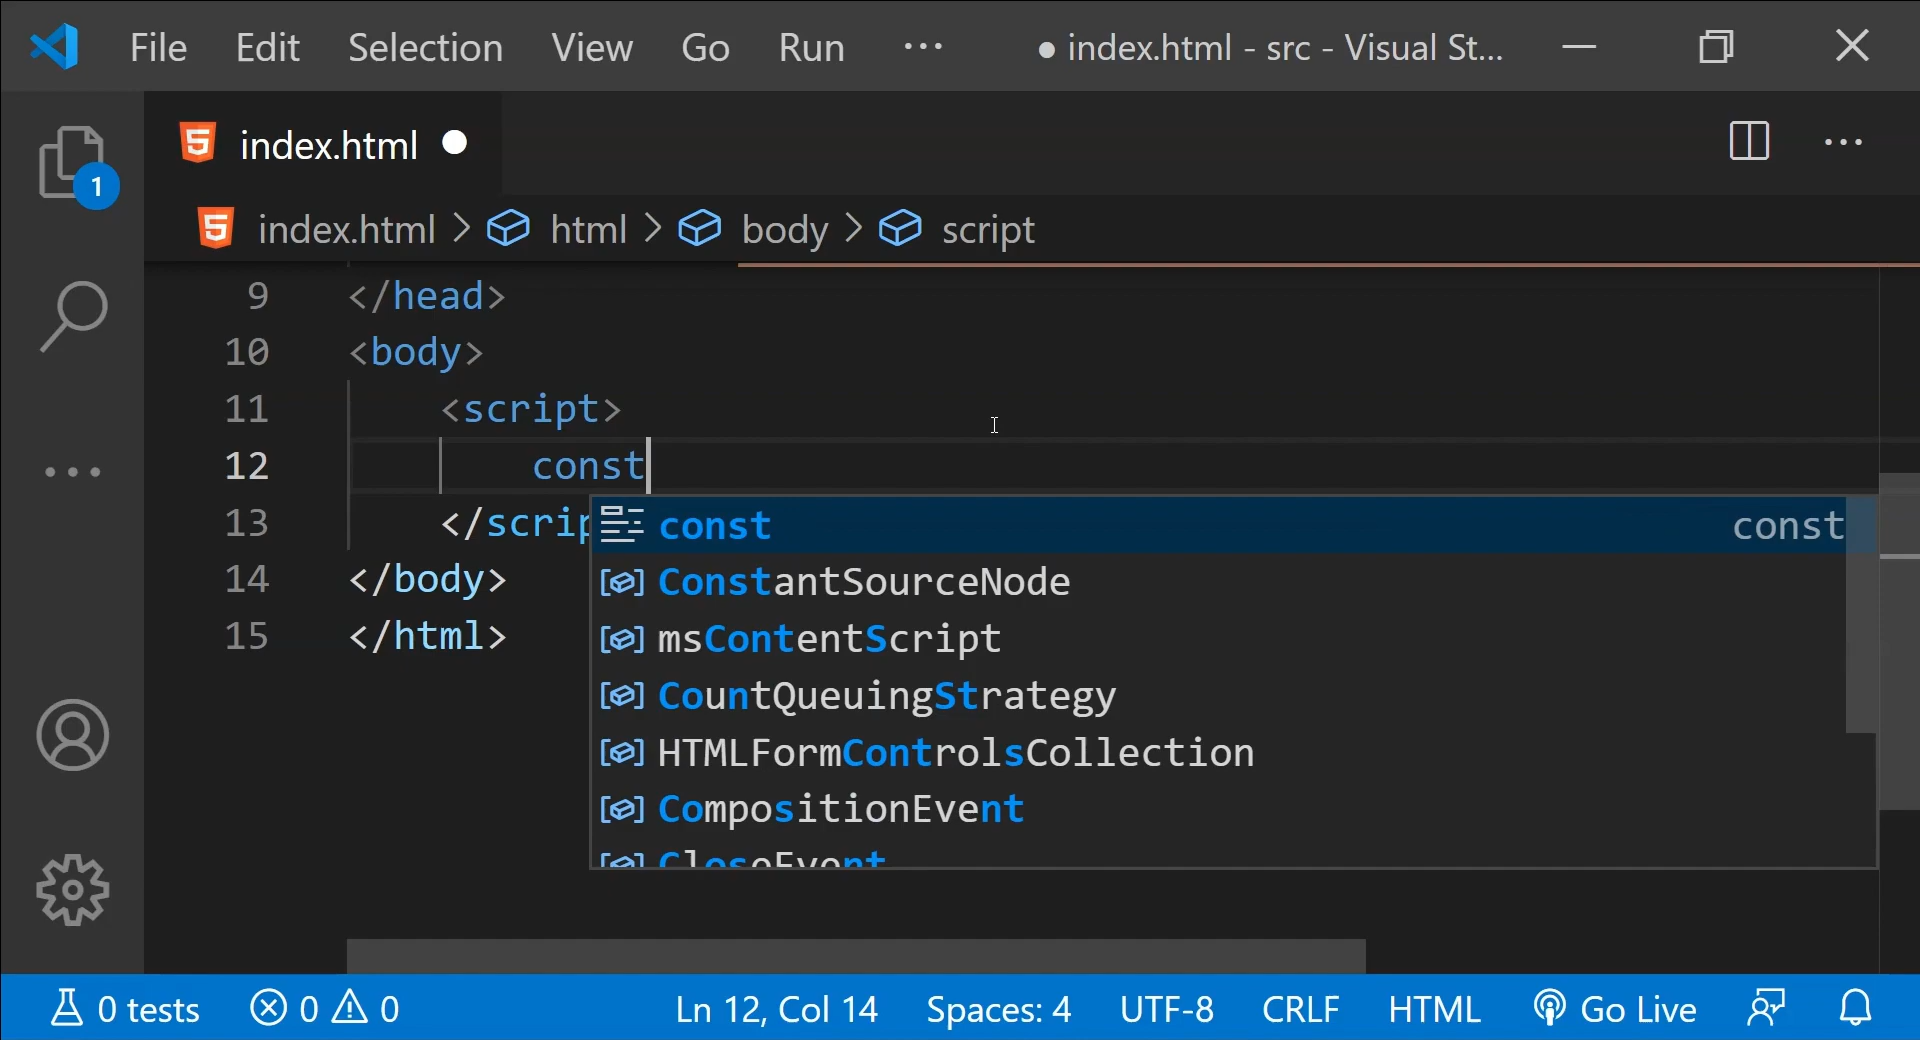 File Edit Selection View Go Run ··· ● index.html - src - Visual St...
index.html ●
1
index.html > html > body > script
9 </head>
10 <body>
11 <script>
12 const
13 </scrip
const const
ConstantSourceNode
14 </body>
msContentScript
15 </html>
CountQueuingStrategy
HTMLFormControlsCollection
CompositionEvent
CloseEvent
0 tests 0 0 Ln 12, Col 14 Spaces: 4 UTF-8 CRLF HTML Go Live